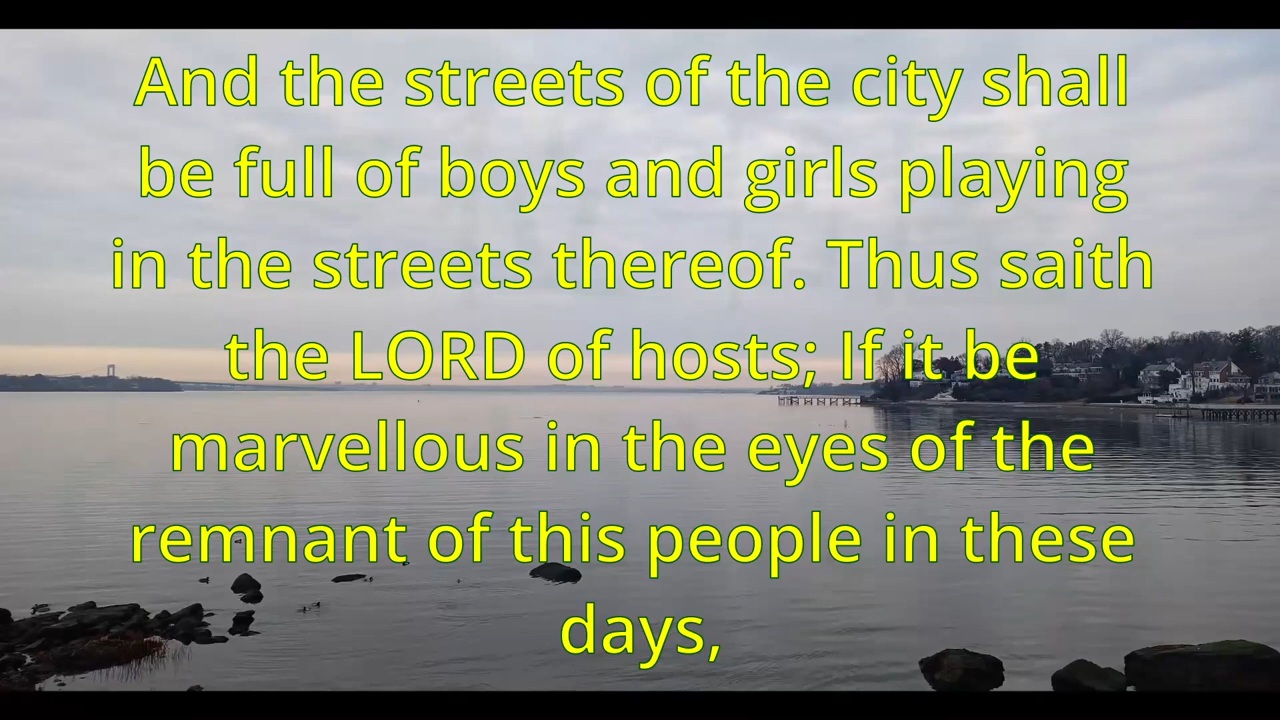 And the streets of the city shall
be full of boys and girls playing
in the streets thereof. Thus saith
the LORD of hosts; If it be
marvellous in the eyes of the
remnant of this people in these
days,